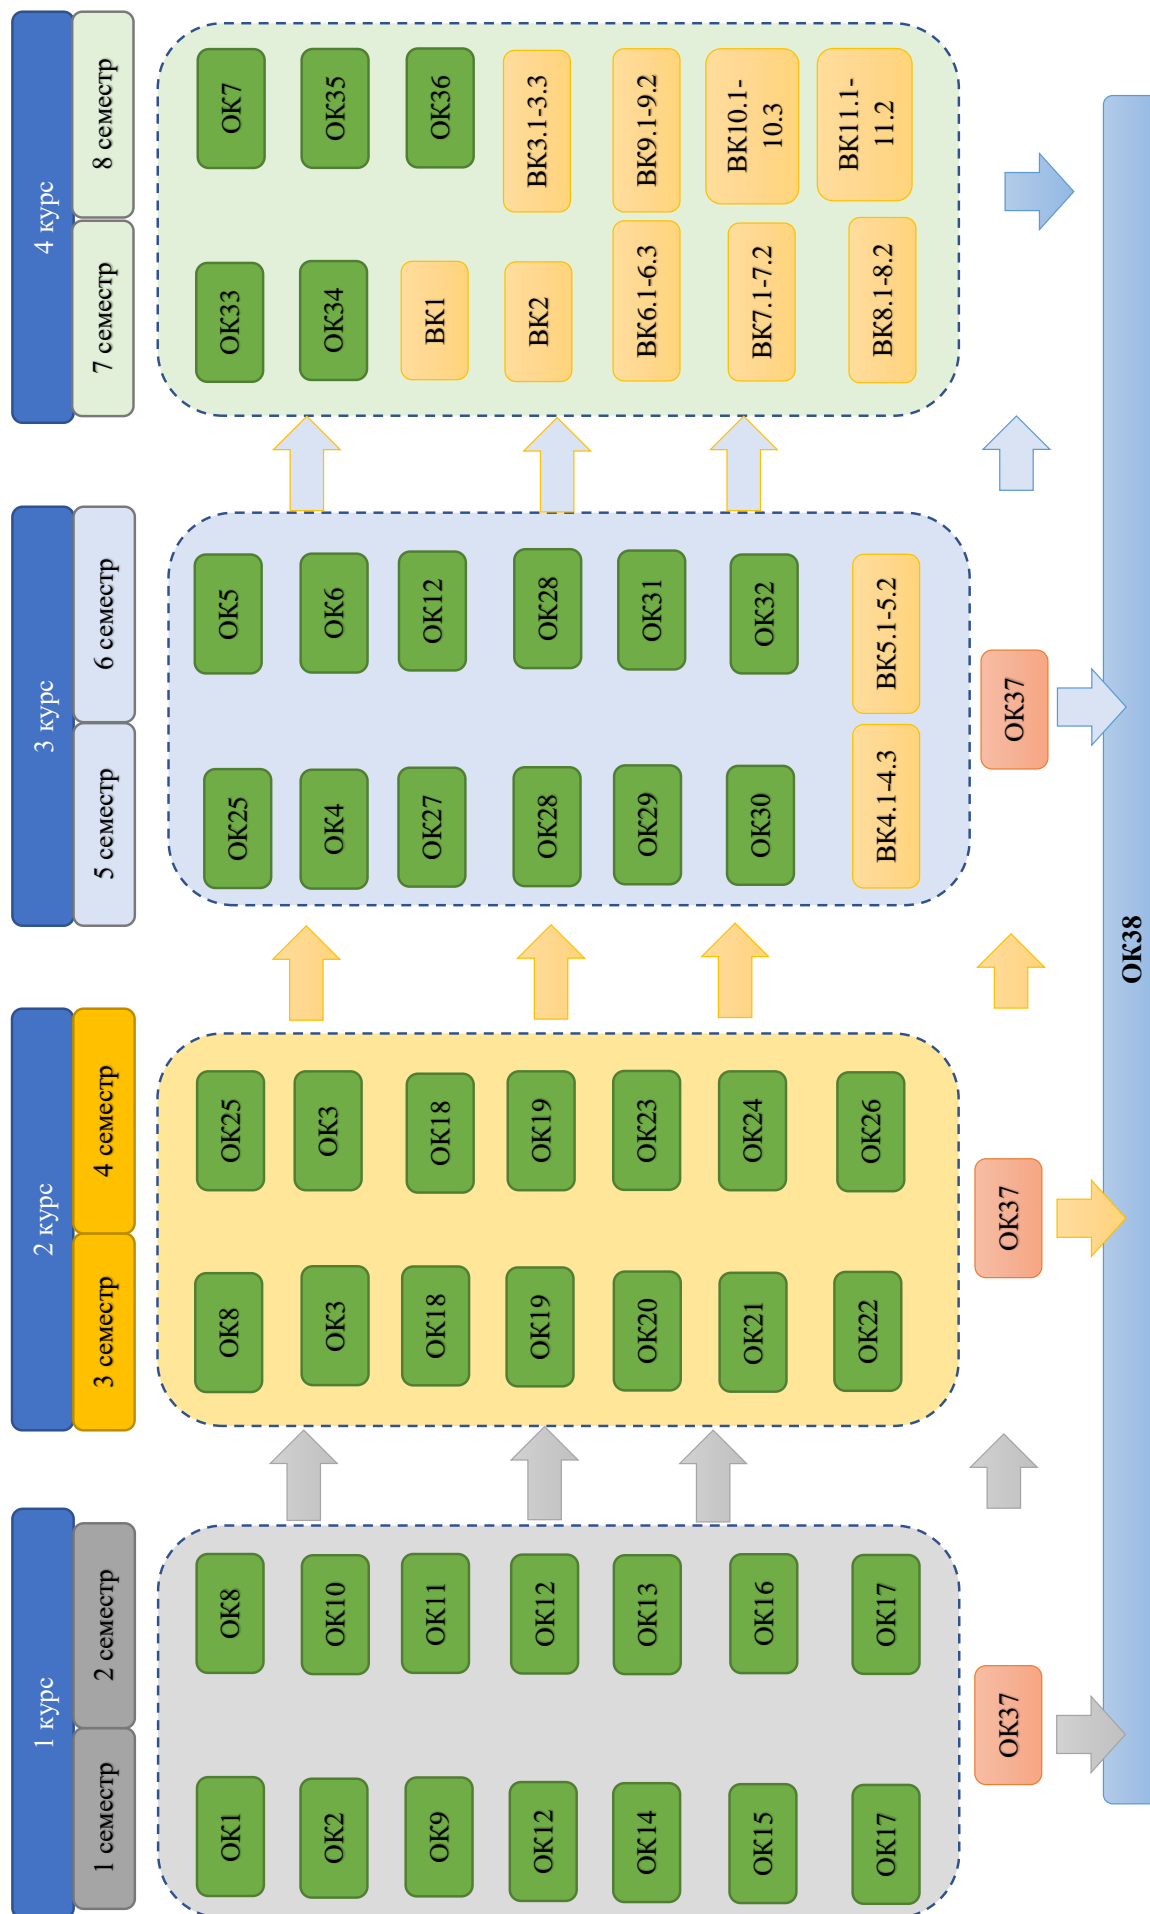 1 курс
1 семестр
2 семестр
ОК1
ОК8
ОК2
ОК10
ОК9
ОК11
ОК12
ОК12
ОК14
ОК13
ОК15
ОК16
ОК17
ОК17
ОК37
2 курс
3 семестр
4 семестр
ОК8
ОК25
ОК3
ОК3
ОК18
ОК18
ОК19
ОК19
ОК20
ОК23
ОК21
ОК24
ОК22
ОК26
ОК37
3 курс
5 семестр
6 семестр
ОК25
ОК5
ОК4
ОК6
ОК27
ОК12
ОК28
ОК28
ОК29
ОК31
ОК30
ОК32
ВК4.1-4.3
ВК5.1-5.2
ОК37
4 курс
7 семестр
8 семестр
ОК33
ОК7
ОК34
ОК35
ВК1
ОК36
ВК2
ВК3.1-3.3
ВК6.1-6.3
ВК9.1-9.2
ВК7.1-7.2
ВК10.1-
10.3
ВК8.1-8.2
ВК11.1-
11.2
ОК38